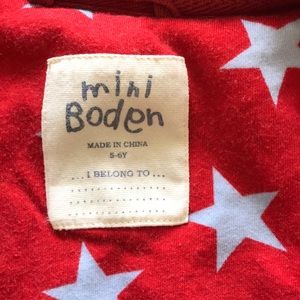 mini
Boden
MADE IN CHINA
5-6Y
...I BELONG TO...